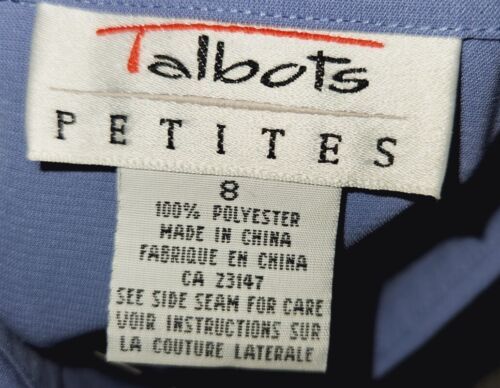 Talbots
PETITES
8
100% POLYESTER
MADE IN CHINA
FABRIQUE EN CHINA
CA 23147
SEE SIDE SEAM FOR CARE
VOIR INSTRUCTIONS SUR
LA COUTURE LATERALE